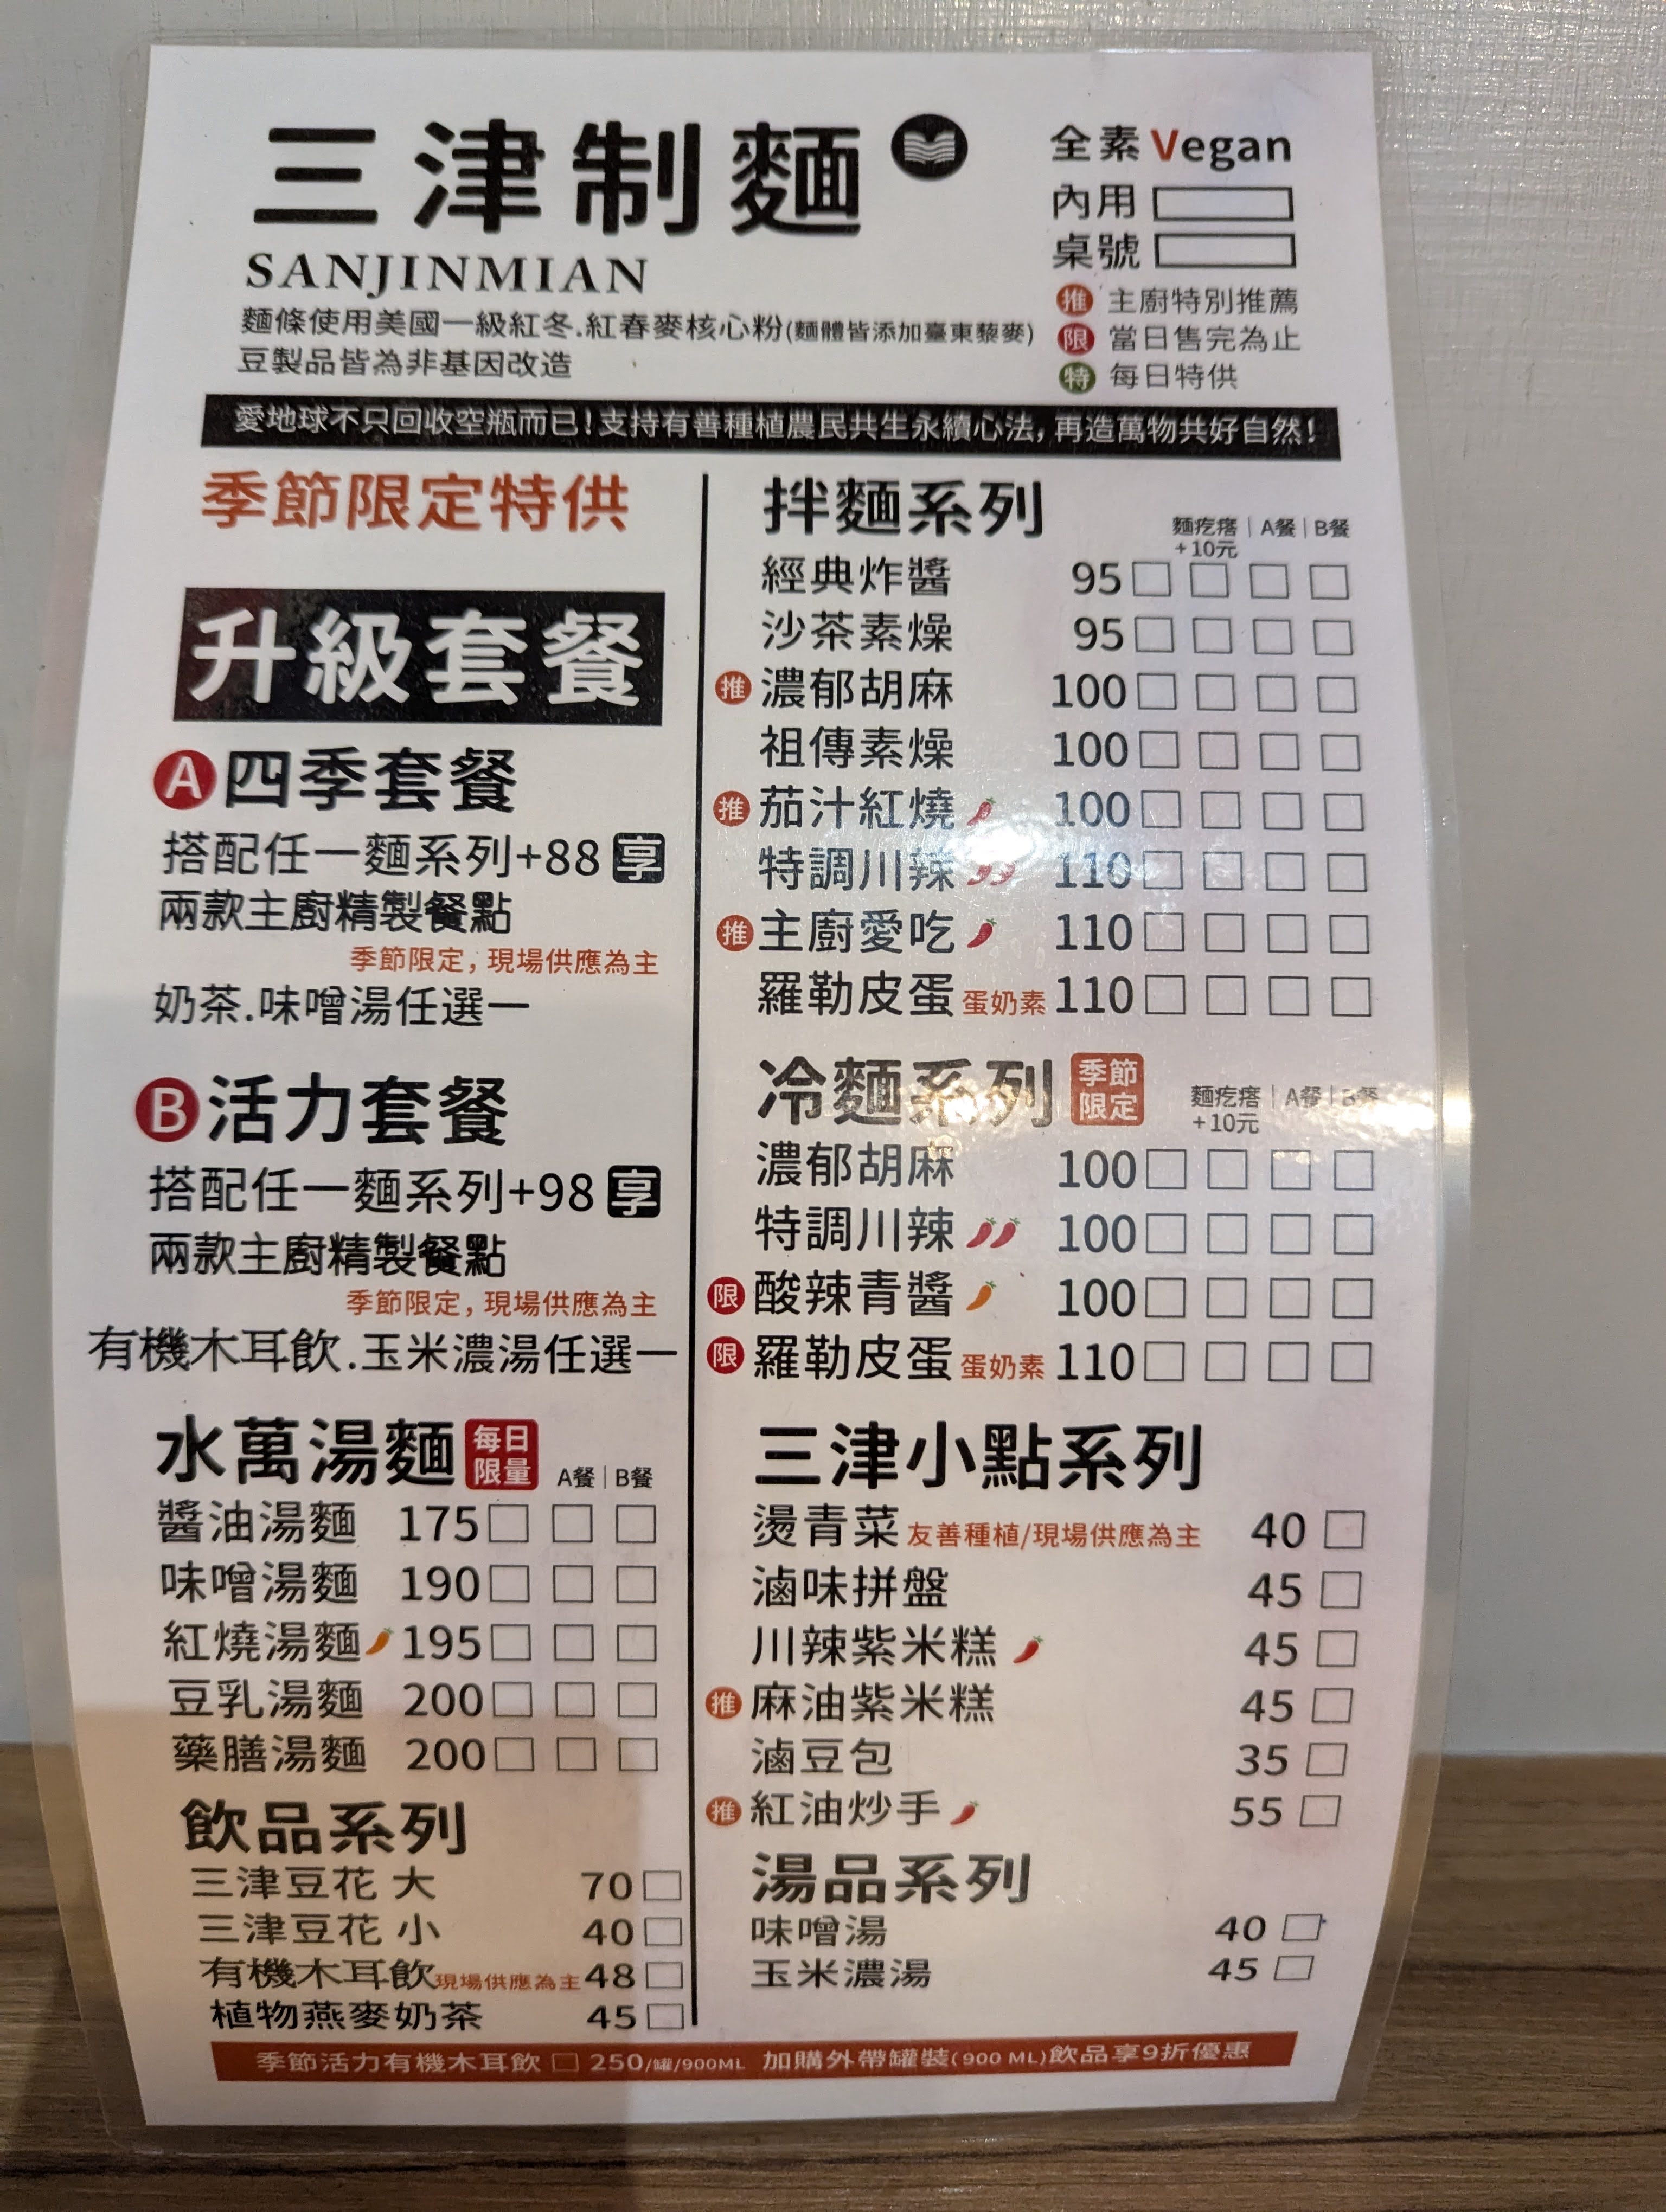 三津制麵
SANJINMIAN
麵條使用美國一級紅冬.紅春麥核心粉(麵體皆添加臺東藜麥)
豆製品皆為非基因改造
全素 Vegan
內用
桌號
推 主廚特別推薦
限 當日售完為止
特 每日特供
愛地球不只回收空瓶而已!支持有善種植農民共生永續心法,再造萬物共好自然!
季節限定特供
升級套餐
A 四季套餐
搭配任一麵系列+88 享
兩款主廚精製餐點
季節限定, 現場供應為主
奶茶.味噌湯任選一
B 活力套餐
搭配任一麵系列+98 享
兩款主廚精製餐點
季節限定, 現場供應為主
有機木耳飲.玉米濃湯任選一
水萬湯麵 每日限量 A餐|B餐
醬油湯麵 175
味噌湯麵 190
紅燒湯麵 195
豆乳湯麵 200
藥膳湯麵 200
飲品系列
三津豆花 大 70
三津豆花 小 40
有機木耳飲 現場供應為主 48
植物燕麥奶茶 45
拌麵系列 麵疙瘩|A餐|B餐
+10元
經典炸醬 95
沙茶素燥 95
推 濃郁胡麻 100
祖傳素燥 100
推 茄汁紅燒 100
特調川辣 110
推 主廚愛吃 110
羅勒皮蛋 蛋奶素 110
冷麵系列 季節限定 麵疙瘩|A餐|B餐
+10元
濃郁胡麻 100
特調川辣 100
限 酸辣青醬 100
限 羅勒皮蛋 蛋奶素 110
三津小點系列
燙青菜 友善種植/現場供應為主 40
滷味拼盤 45
川辣紫米糕 45
推 麻油紫米糕 45
滷豆包 35
推 紅油炒手 55
湯品系列
味噌湯 40
玉米濃湯 45
季節活力有機木耳飲 250/罐/900ML 加購外帶罐裝(900 ML)飲品享9折優惠